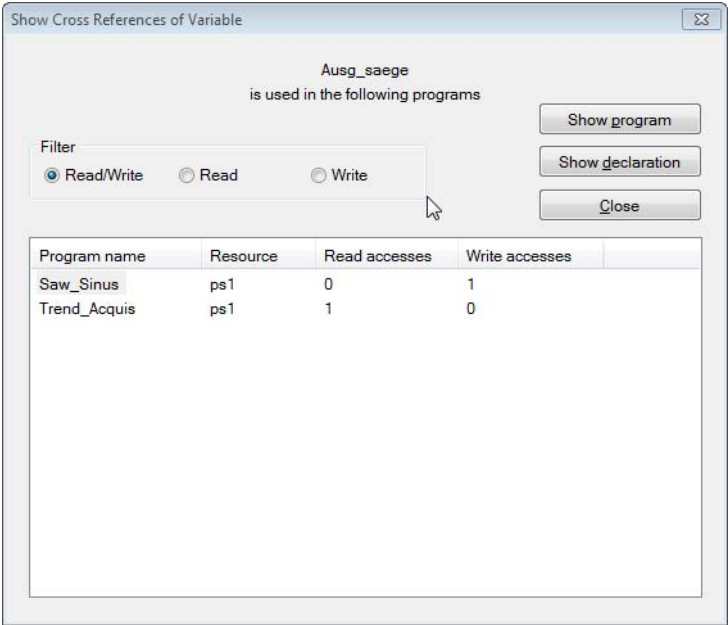 Show Cross References of Variable
Ausg_saege
is used in the following programs
Show program
Filter
Show declaration
Read/Write Read Write
Close
Program name Resource Read accesses Write accesses
Saw_Sinus ps1 0 1
Trend_Acquis ps1 1 0